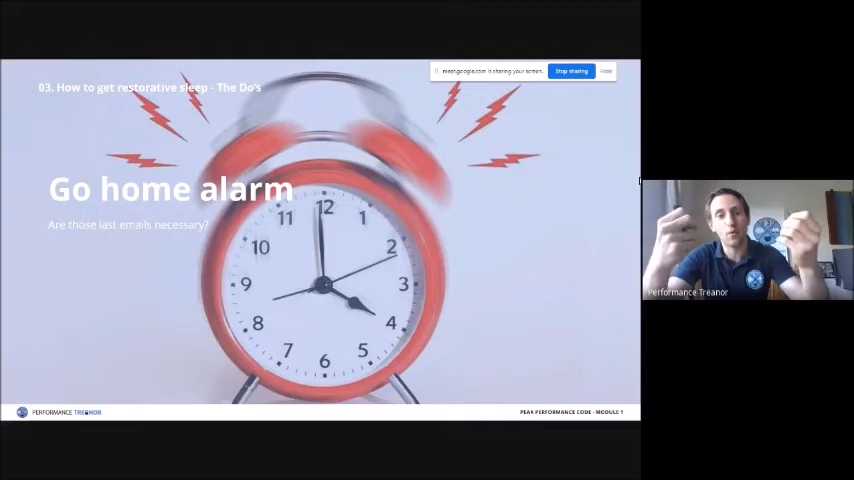 03. How to get restorative sleep - The Do's
meet.google.com is sharing your screen.
Stop sharing
Hide
Go home alarm
Are those last emails necessary?
12
11
1
10
2
9
3
8
4
7
5
6
Performance Treanor
PERFORMANCE TREANOR
PEAK PERFORMANCE CODE - MODULE 1